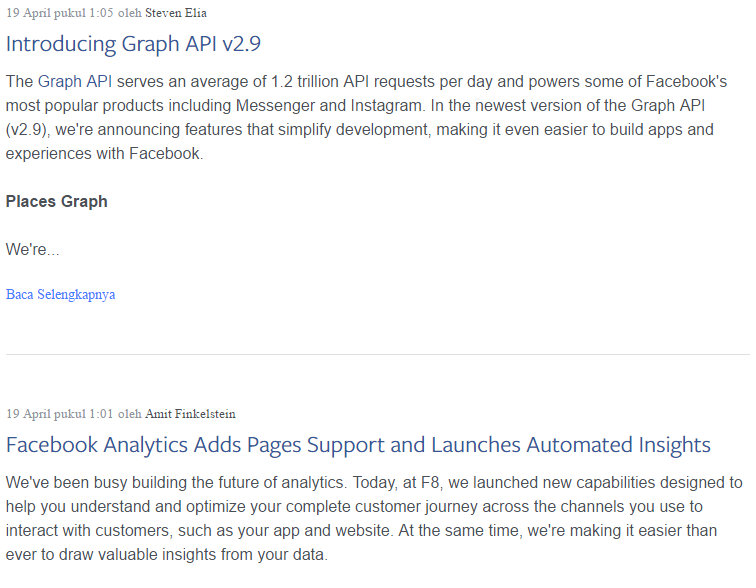 19 April pukul 1:05 oleh Steven Elia
Introducing Graph API v2.9
The Graph API serves an average of 1.2 trillion API requests per day and powers some of Facebook's
most popular products including Messenger and Instagram. In the newest version of the Graph API
(v2.9), we're announcing features that simplify development, making it even easier to build apps and
experiences with Facebook.
Places Graph
We're...
Baca Selengkapnya
19 April pukul 1:01 oleh Amit Finkelstein
Facebook Analytics Adds Pages Support and Launches Automated Insights
We've been busy building the future of analytics. Today, at F8, we launched new capabilities designed to
help you understand and optimize your complete customer journey across the channels you use to
interact with customers, such as your app and website. At the same time, we're making it easier than
ever to draw valuable insights from your data.